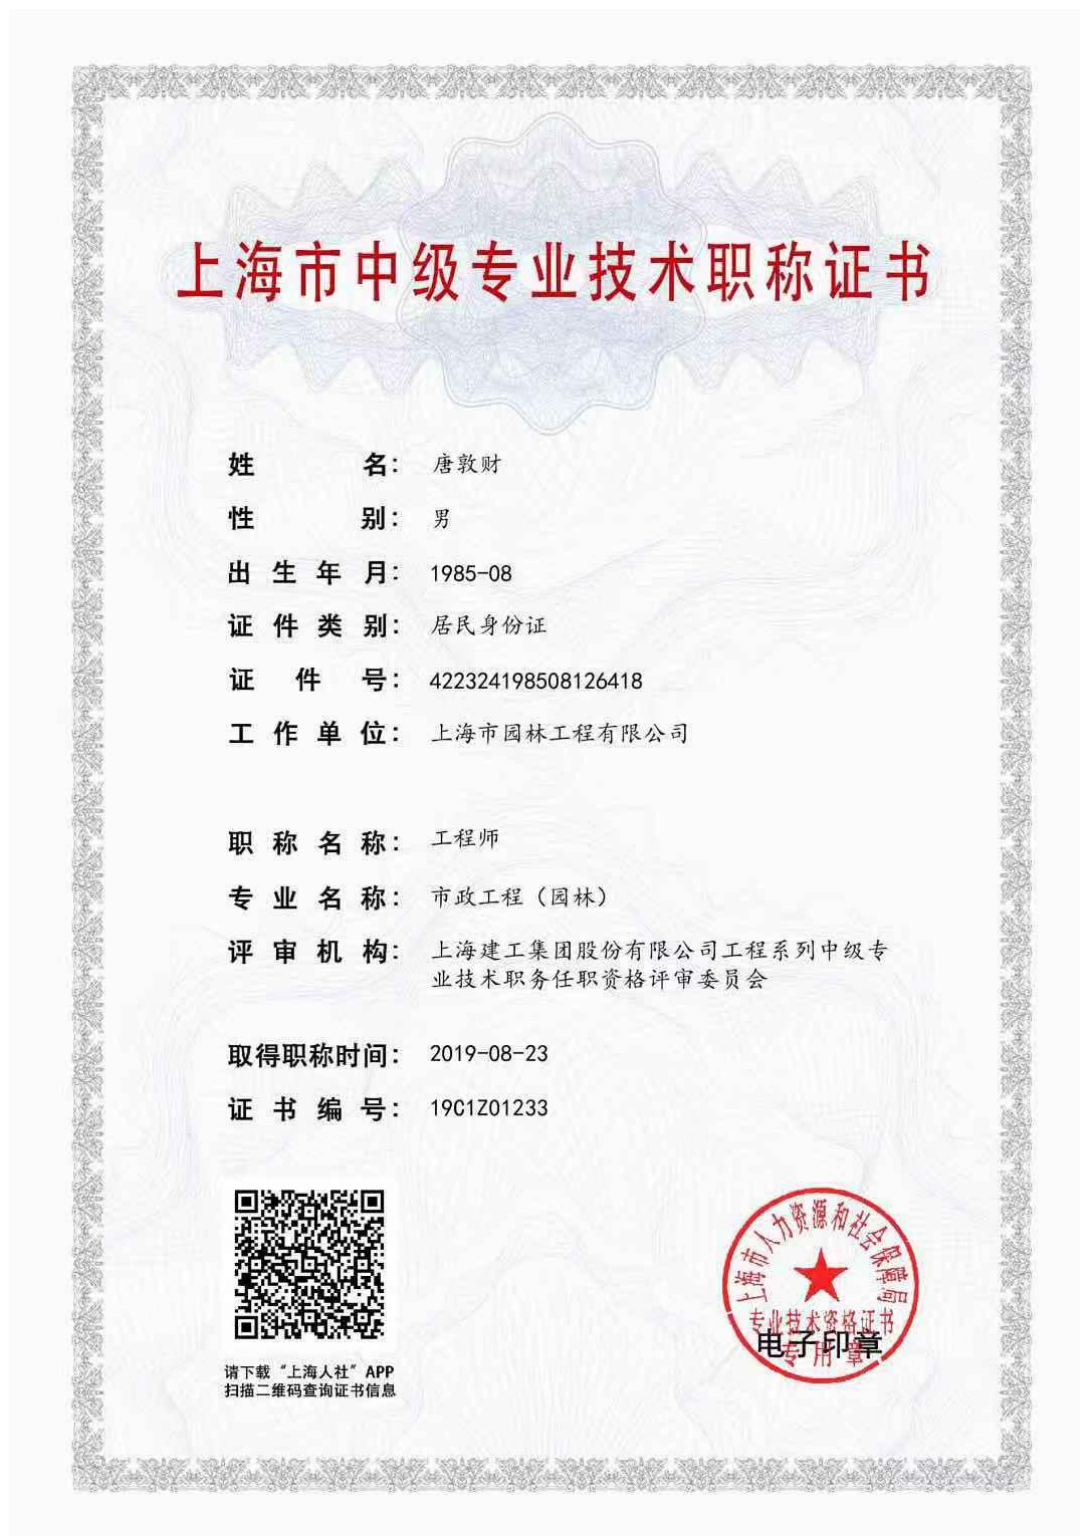 上海市中级专业技术职称证书
姓名：唐敦财
性别：男
出生年月：1985-08
证件类别：居民身份证
证件号：422324198508126418
工作单位：上海市园林工程有限公司
职称名称：工程师
专业名称：市政工程（园林）
评审机构：上海建工集团股份有限公司工程系列中级专
业技术职务任职资格评审委员会
取得职称时间：2019-08-23
证书编号：19C1Z01233
上海市人力资源和社会保障局
专业技术资格证书
电子印章
专用章
请下载“上海人社”APP
扫描二维码查询证书信息